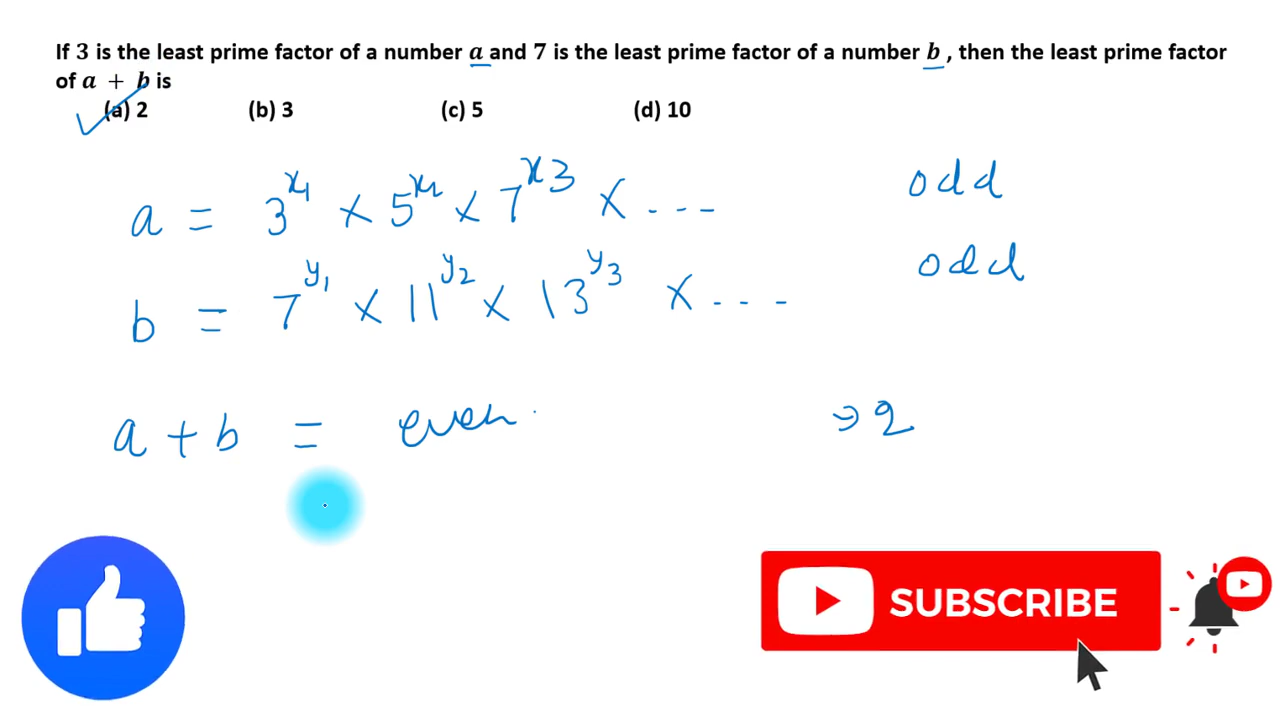 If 3 is the least prime factor of a number a and 7 is the least prime factor of a number b , then the least prime factor
of a + b is
(a) 2 (b) 3 (c) 5 (d) 10
a = 3^x1 × 5^x2 × 7^x3 × . - - odd
b = 7^y1 × 11^y2 × 13^y3 × . - - - odd
a + b = even. ⇒ 2
SUBSCRIBE